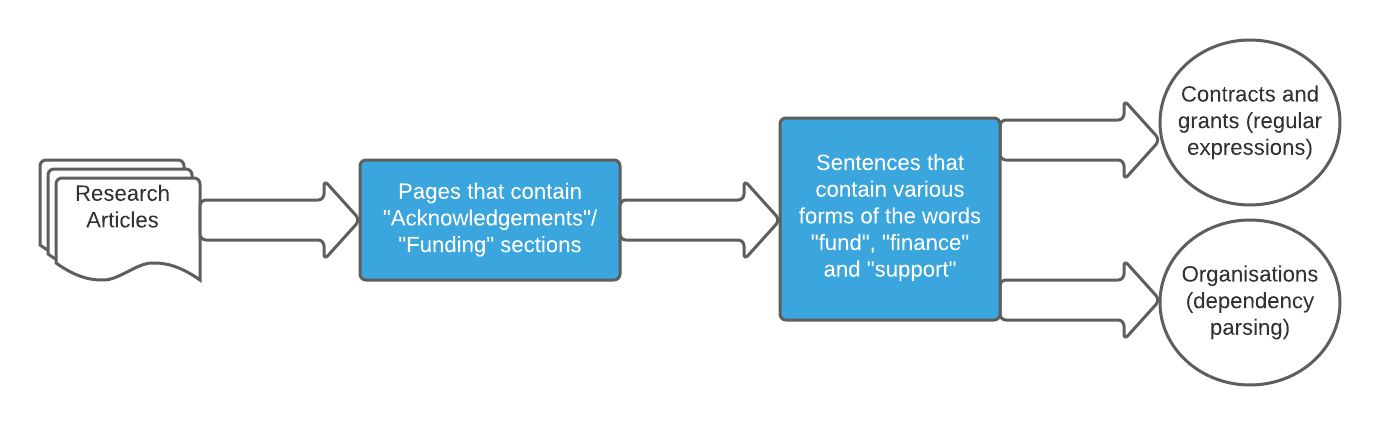 Research
Articles
Pages that contain
"Acknowledgements"/
"Funding" sections
Sentences that
contain various
forms of the words
"fund", "finance"
and "support"
Contracts and
grants (regular
expressions)
Organisations
(dependency
parsing)